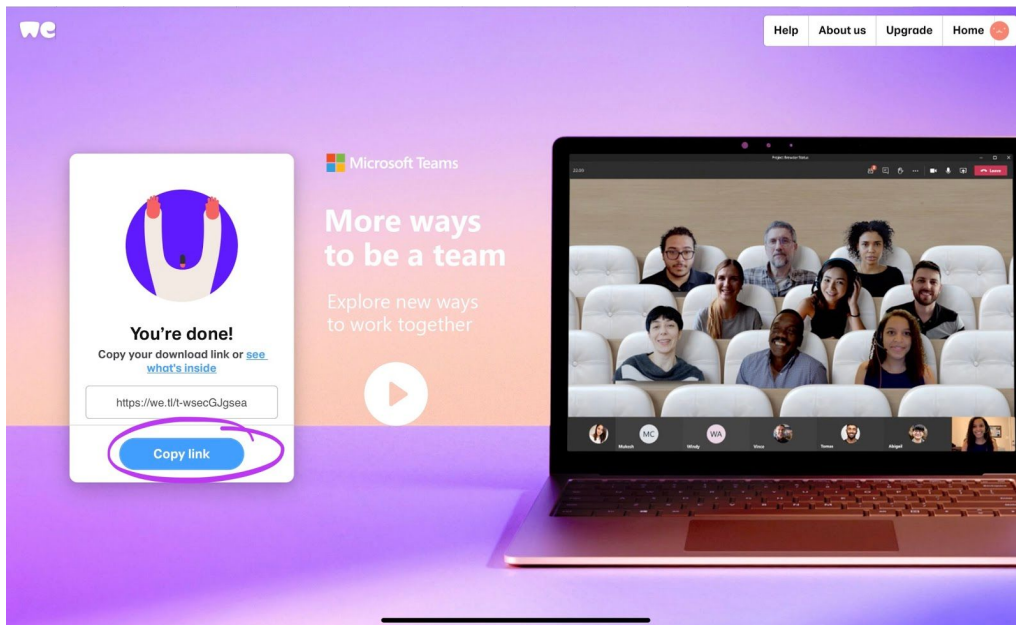 we
Help About us Upgrade Home
Microsoft Teams
More ways
to be a team
Explore new ways
to work together
You're done!
Copy your download link or see
what's inside
https://we.tl/t-wsecGJgsea
Copy link
Leave
MC
WA
Mukesh
Windy
Vince
Tomas
Abigail